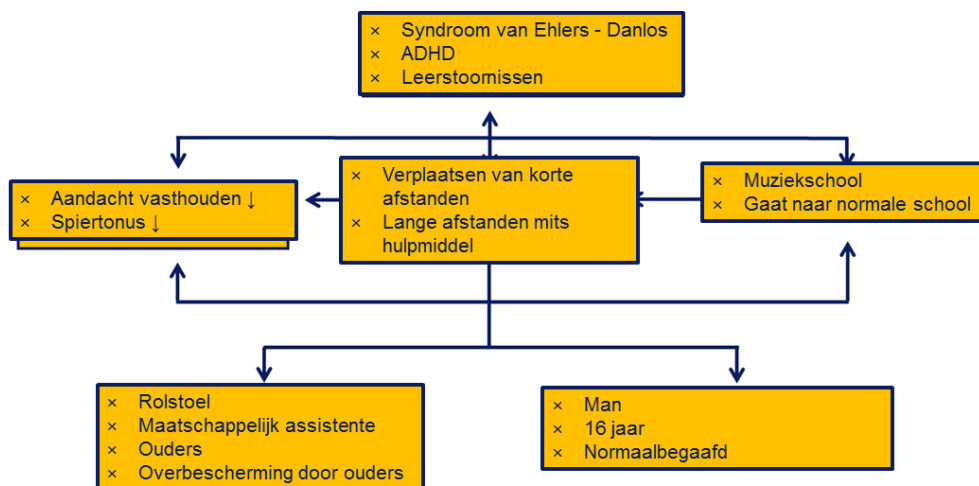 × Syndroom van Ehlers - Danlos
× ADHD
× Leerstoornissen
× Aandacht vasthouden ↓
× Spiertonus ↓
× Verplaatsen van korte
afstanden
× Lange afstanden mits
hulpmiddel
× Muziekschool
× Gaat naar normale school
× Rolstoel
× Maatschappelijk assistente
× Ouders
× Overbescherming door ouders
× Man
× 16 jaar
× Normaalbegaafd